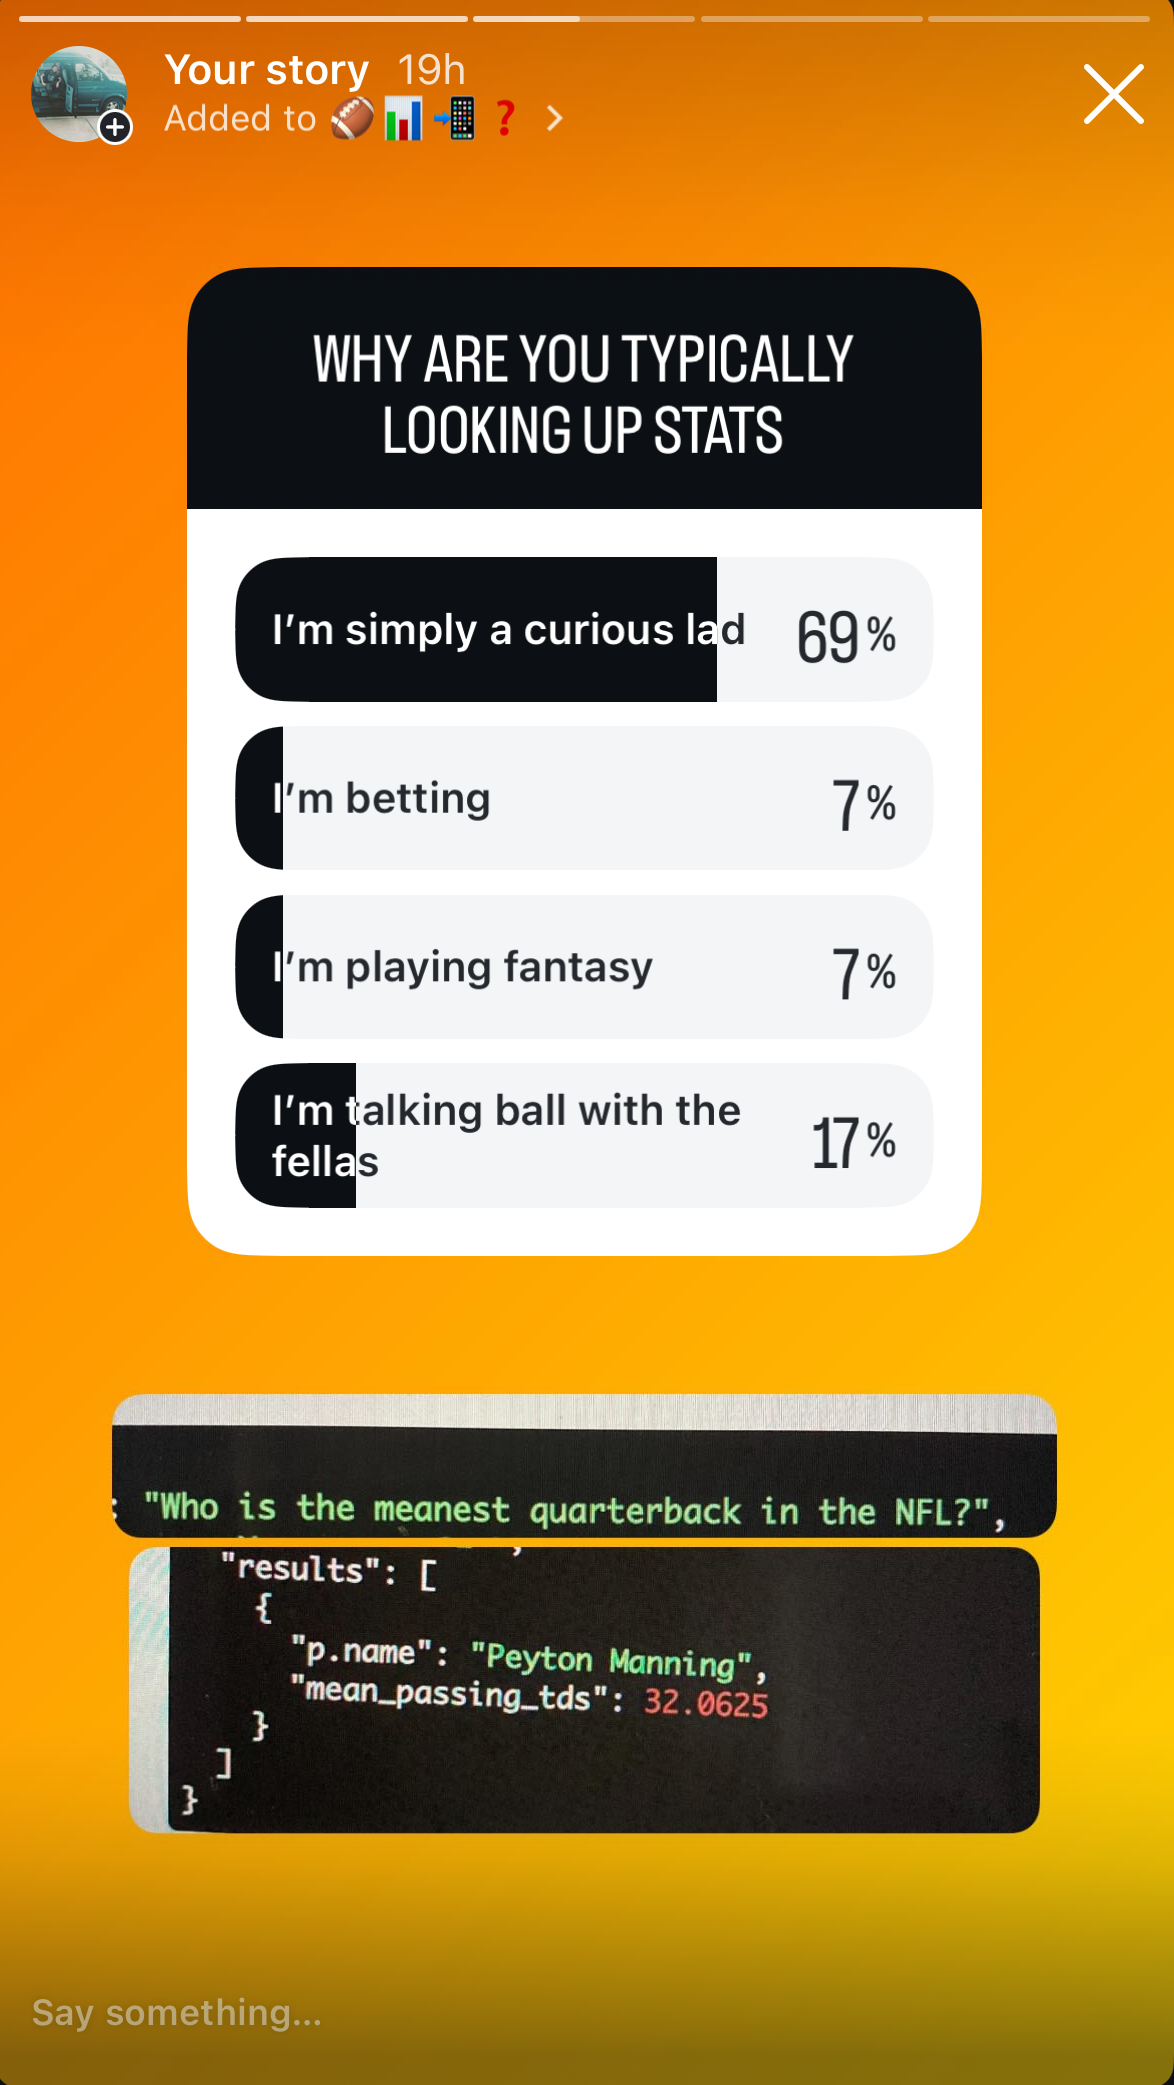 Your story 19h
Added to 🏈 📊 📲 ❓ >
WHY ARE YOU TYPICALLY
LOOKING UP STATS
I’m simply a curious lad 69%
I’m betting 7%
I’m playing fantasy 7%
I’m talking ball with the
fellas 17%
: "Who is the meanest quarterback in the NFL?",
"results": [
{
"p.name": "Peyton Manning",
"mean_passing_tds": 32.0625
}
]
}
Say something...